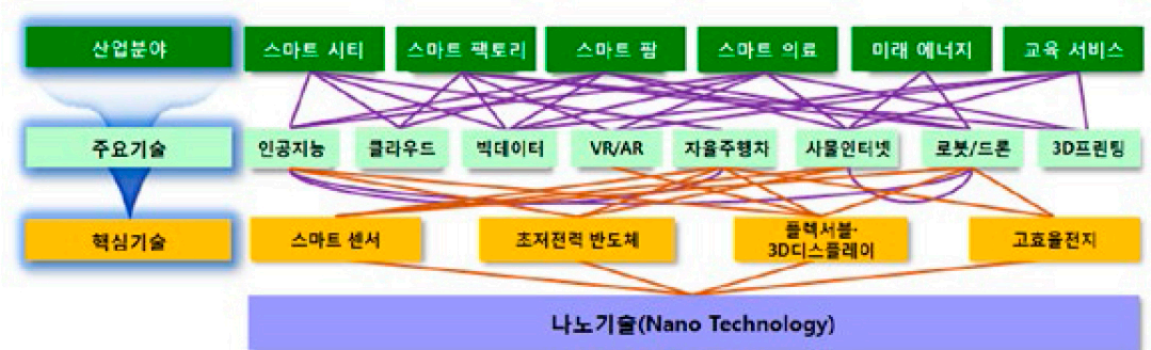 산업분야
스마트 시티
스마트 팩토리
스마트 팜
스마트 의료
미래 에너지
교육 서비스
주요기술
인공지능
클라우드
빅데이터
VR/AR
자율주행차
사물인터넷
로봇/드론
3D프린팅
핵심기술
스마트 센서
초저전력 반도체
플렉서블·
3D디스플레이
고효율전지
나노기술(Nano Technology)